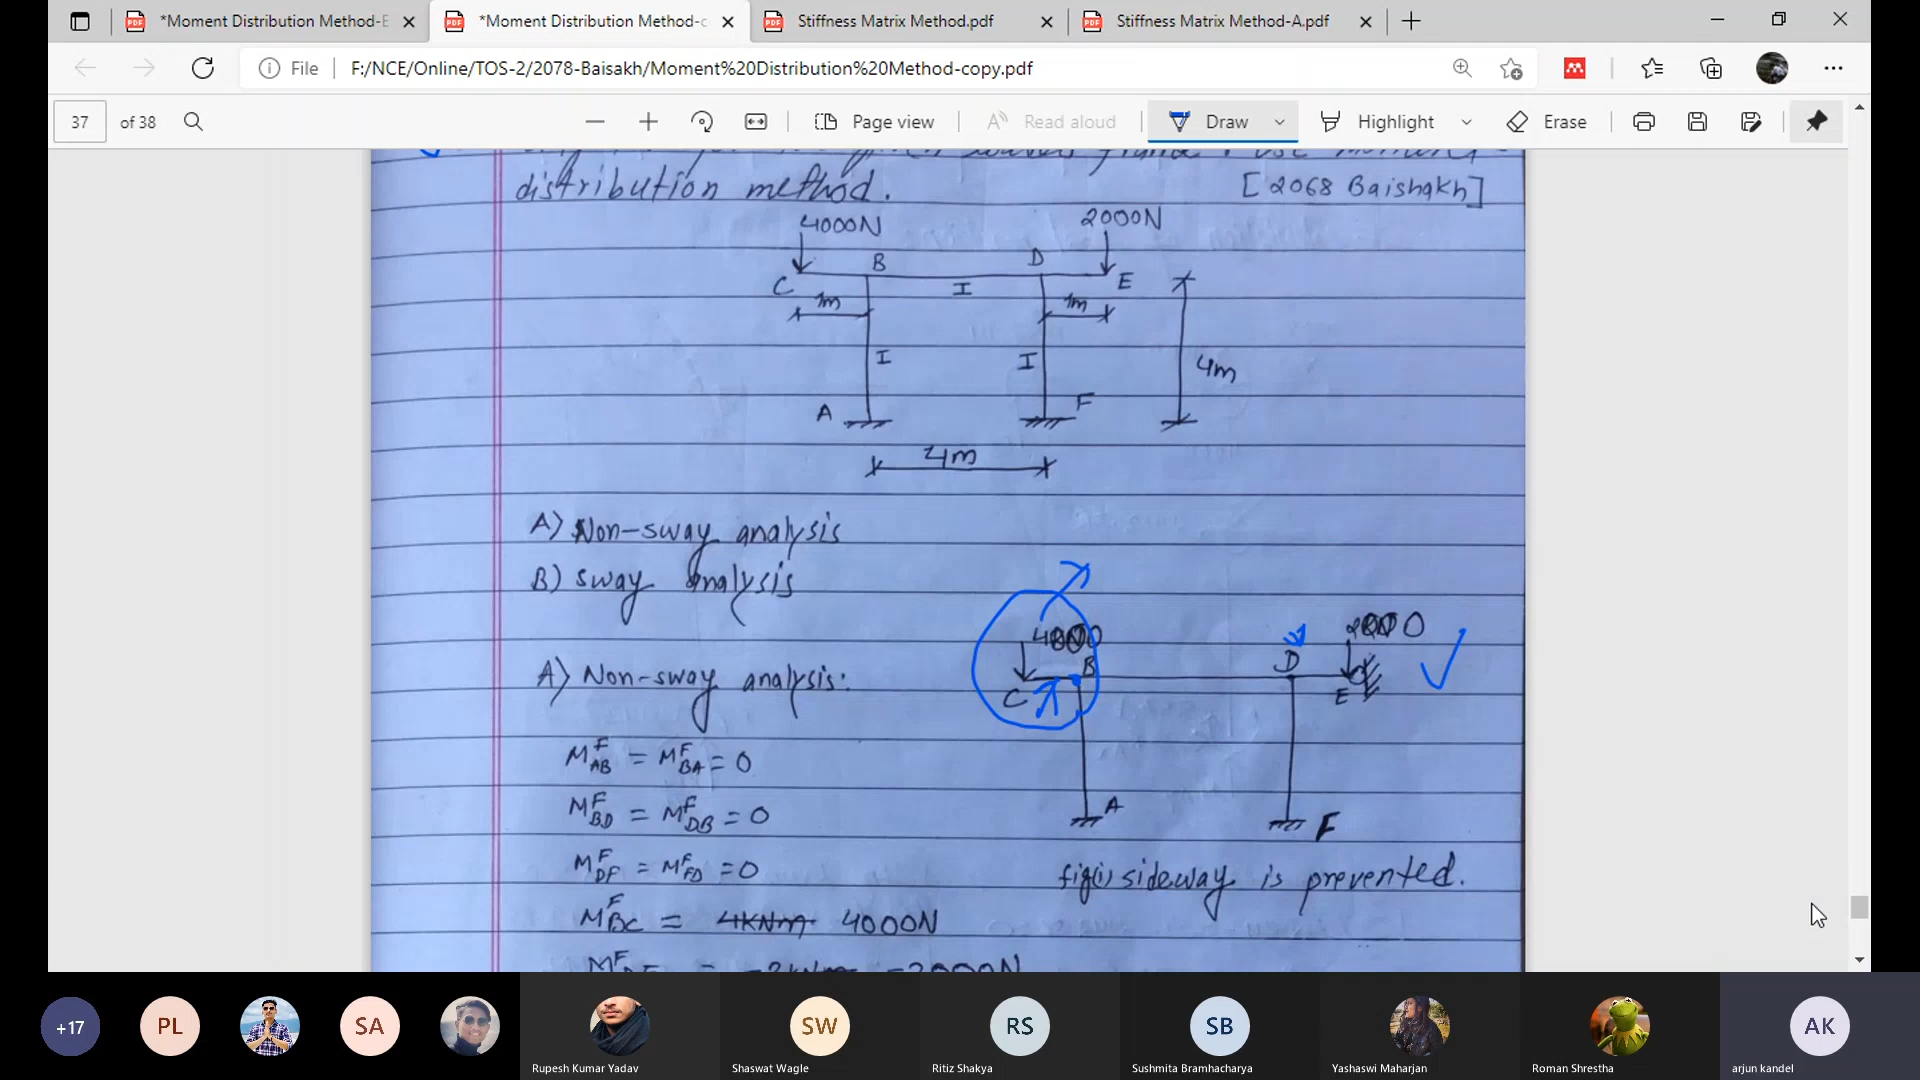 *Moment Distribution Method-E
*Moment Distribution Method-c
Stiffness Matrix Method.pdf
Stiffness Matrix Method-A.pdf
File
F:/NCE/Online/TOS-2/2078-Baisakh/Moment%20Distribution%20Method-copy.pdf
37 of 38
Page view
Read aloud
Draw
Highlight
Erase
distribution method. [2068 Baishakh]
4000N 2000N
C B D E
I
1m 1m
I I 4m
A F
4m
A) Non-sway analysis
B) sway analysis
4000 2000
C B D E
A) Non-sway analysis:
A F
M^F_AB = M^F_BA = 0
M^F_BD = M^F_DB = 0
M^F_DF = M^F_FD = 0
fig(i) sideway is prevented.
M^F_BC = 4kNm 4000N
-2000N
+17
PL
SA
SW
RS
SB
AK
Rupesh Kumar Yadav
Shaswat Wagle
Ritiz Shakya
Sushmita Bramhacharya
Yashaswi Maharjan
Roman Shrestha
arjun kandel